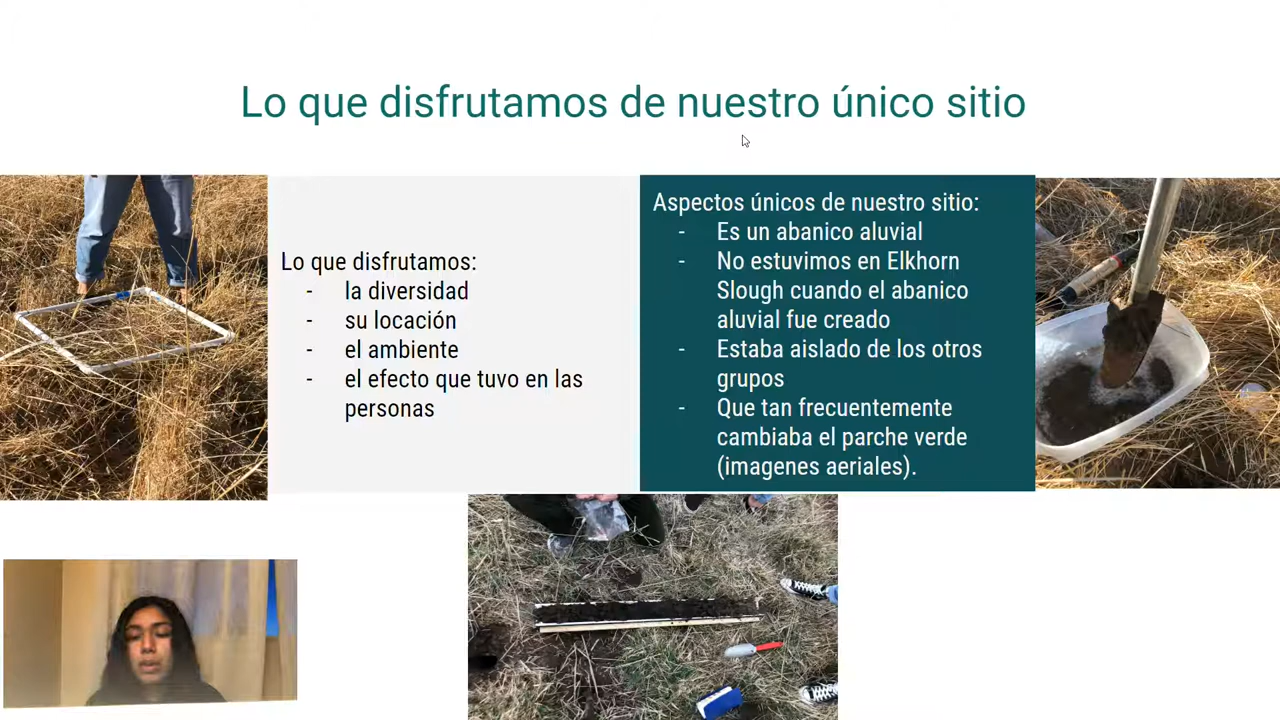 Lo que disfrutamos de nuestro único sitio
Lo que disfrutamos:
- la diversidad
- su locación
- el ambiente
- el efecto que tuvo en las
personas
Aspectos únicos de nuestro sitio:
- Es un abanico aluvial
- No estuvimos en Elkhorn
Slough cuando el abanico
aluvial fue creado
- Estaba aislado de los otros
grupos
- Que tan frecuentemente
cambiaba el parche verde
(imagenes aeriales).